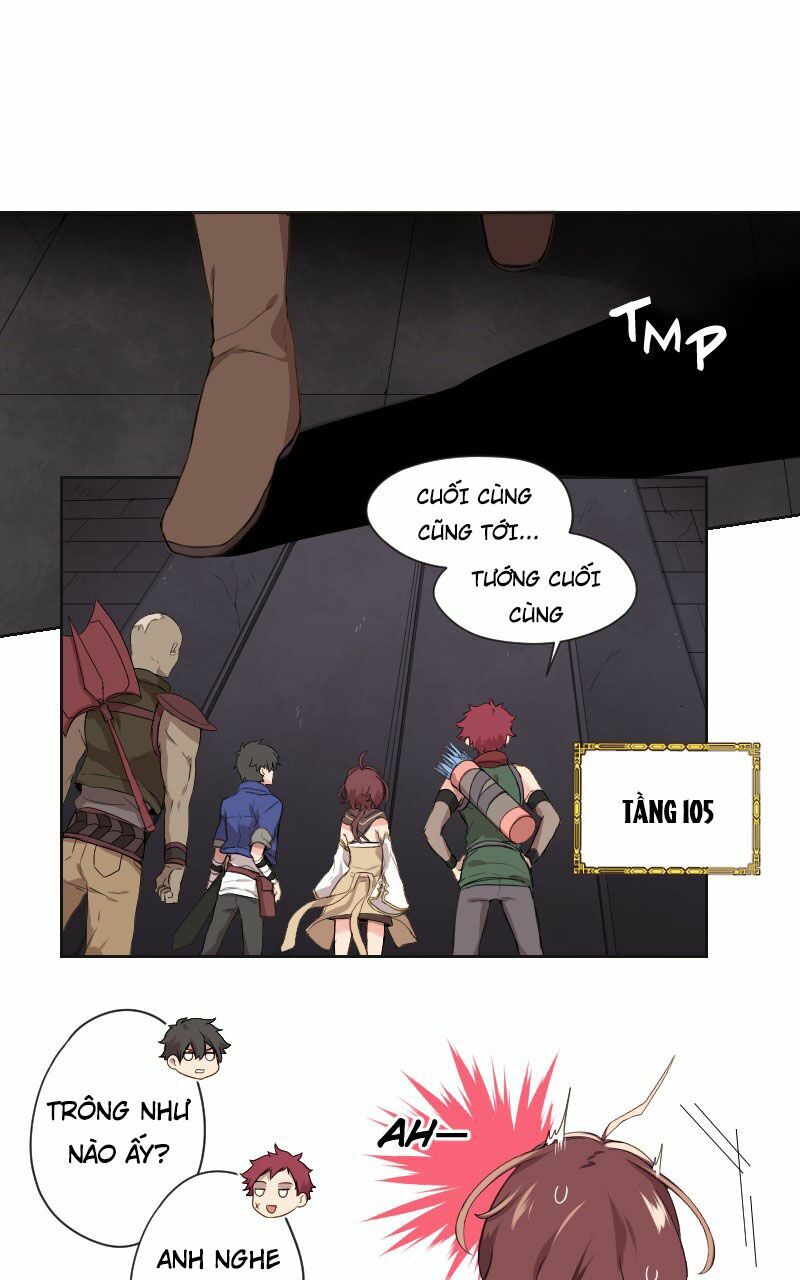 TMP
CUỐI CÙNG
CŨNG TỚI...
TƯỚNG CUỐI
CÙNG
TẦNG 105
TRÔNG NHƯ
NÀO ẤY?
AH—
ANH NGHE